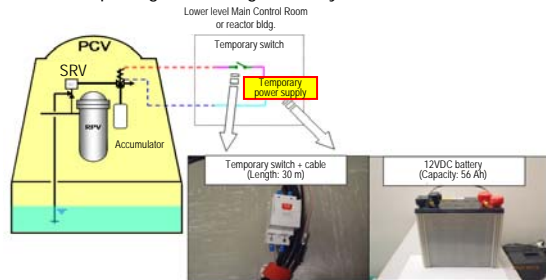 Lower level Main Control Room
or reactor bldg.
PCV
Temporary switch
SRV
Temporary
power supply
RPV
Accumulator
Temporary switch + cable
(Length: 30 m)
12VDC battery
(Capacity: 56 Ah)